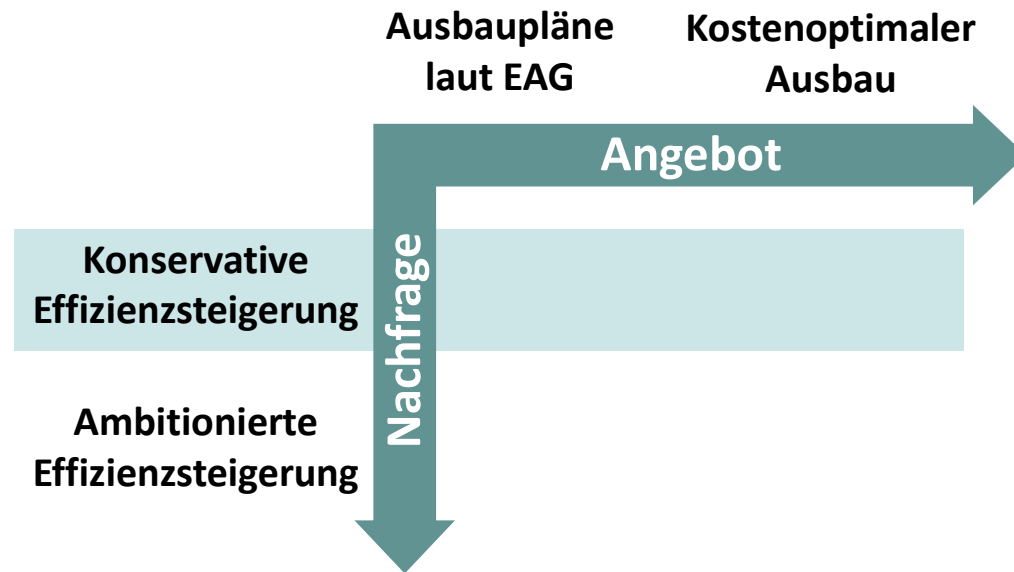 Ausbaupläne
laut EAG
Kostenoptimaler
Ausbau
Angebot
Nachfrage
Konservative
Effizienzsteigerung
Ambitionierte
Effizienzsteigerung